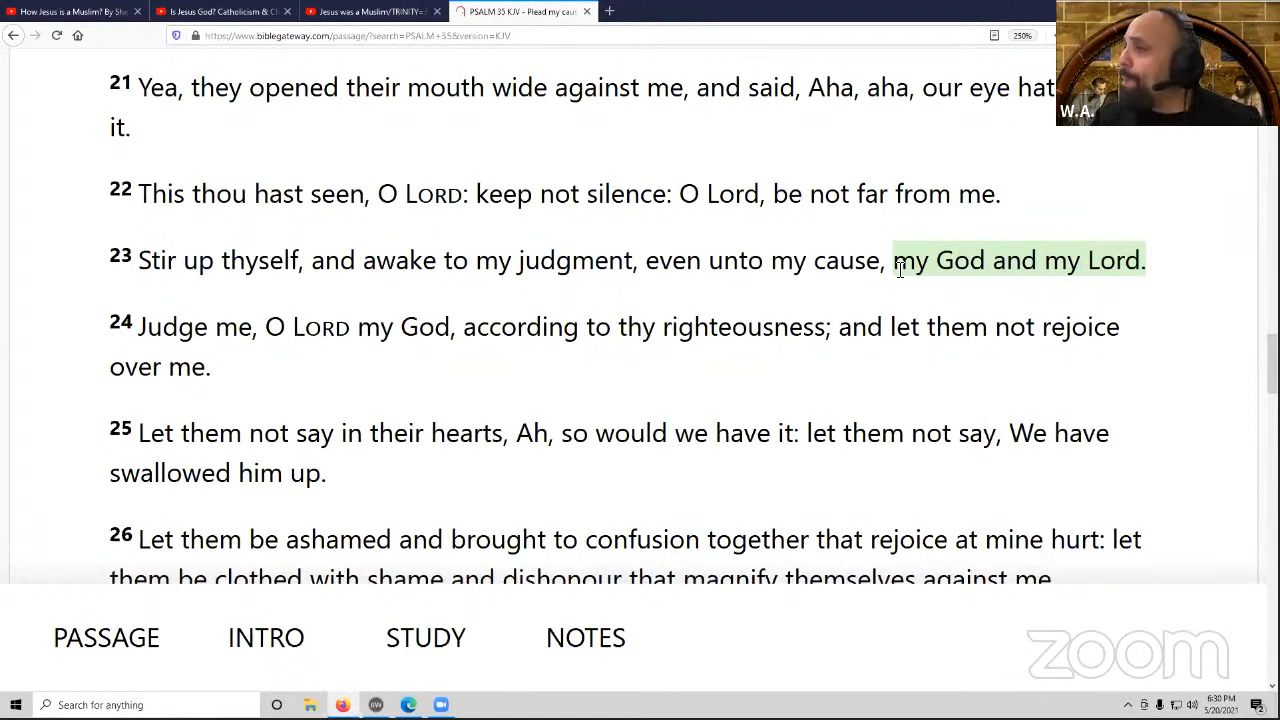 How Jesus is a Muslim? By She
Is Jesus God? Catholicism & C
Jesus was a Muslim/TRINITY=
PSALM 35 KJV - Plead my cau
https://www.biblegateway.com/passage/?search=PSALM+35&version=KJV
250%
W.A.
21 Yea, they opened their mouth wide against me, and said, Aha, aha, our eye hat
it.
22 This thou hast seen, O LORD: keep not silence: O Lord, be not far from me.
23 Stir up thyself, and awake to my judgment, even unto my cause, my God and my Lord.
24 Judge me, O LORD my God, according to thy righteousness; and let them not rejoice
over me.
25 Let them not say in their hearts, Ah, so would we have it: let them not say, We have
swallowed him up.
26 Let them be ashamed and brought to confusion together that rejoice at mine hurt: let
them be clothed with shame and dishonour that magnify themselves against me
PASSAGE INTRO STUDY NOTES
zoom
Search for anything
6:30 PM
5/20/2021
2